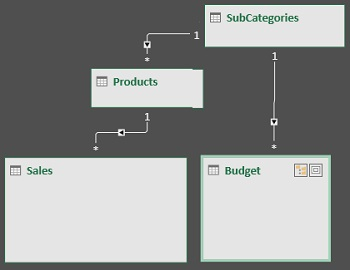 SubCategories
1
*
Products
1
1
*
*
Sales
Budget